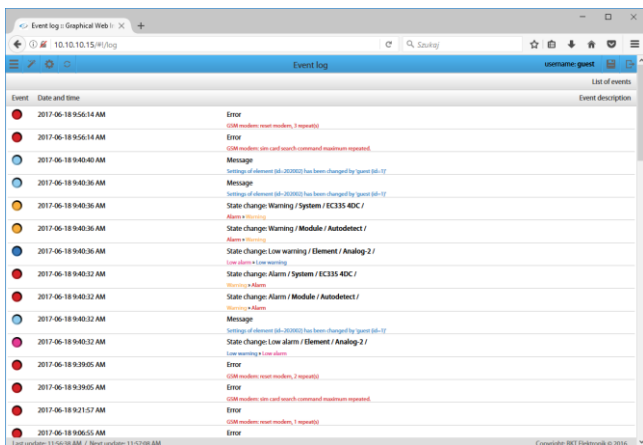 Event log :: Graphical Web I
10.10.10.15/#!/log
Szukaj
Event log
username: guest
List of events
Event Date and time Event description
2017-06-18 9:56:14 AM Error
GSM modem: reset modem, 3 repeat(s)
2017-06-18 9:56:14 AM Error
GSM modem: sim card search command maximum repeated.
2017-06-18 9:40:40 AM Message
Settings of element (id=202002) has been changed by 'guest (id=1)'
2017-06-18 9:40:36 AM Message
Settings of element (id=202002) has been changed by 'guest (id=1)'
2017-06-18 9:40:36 AM State change: Warning / System / EC335 4DC /
Alarm » Warning
2017-06-18 9:40:36 AM State change: Warning / Module / Autodetect /
Alarm » Warning
2017-06-18 9:40:36 AM State change: Low warning / Element / Analog-2 /
Low alarm » Low warning
2017-06-18 9:40:32 AM State change: Alarm / System / EC335 4DC /
Warning » Alarm
2017-06-18 9:40:32 AM State change: Alarm / Module / Autodetect /
Warning » Alarm
2017-06-18 9:40:32 AM Message
Settings of element (id=202002) has been changed by 'guest (id=1)'
2017-06-18 9:40:32 AM State change: Low alarm / Element / Analog-2 /
Low warning » Low alarm
2017-06-18 9:39:05 AM Error
GSM modem: reset modem, 2 repeat(s)
2017-06-18 9:39:05 AM Error
GSM modem: sim card search command maximum repeated.
2017-06-18 9:21:57 AM Error
GSM modem: reset modem, 1 repeat(s)
2017-06-18 9:06:55 AM Error
Last update: 11:56:38 AM / Next update: 11:57:08 AM Copyright: BKT Elektronik © 2016